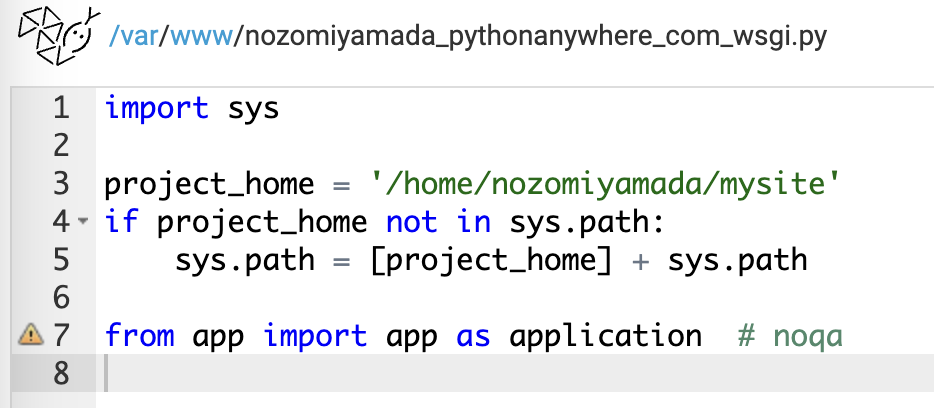 /var/www/nozomiyamada_pythonanywhere_com_wsgi.py
1 import sys
2
3 project_home = '/home/nozomiyamada/mysite'
4 if project_home not in sys.path:
5     sys.path = [project_home] + sys.path
6
7 from app import app as application  # noqa
8